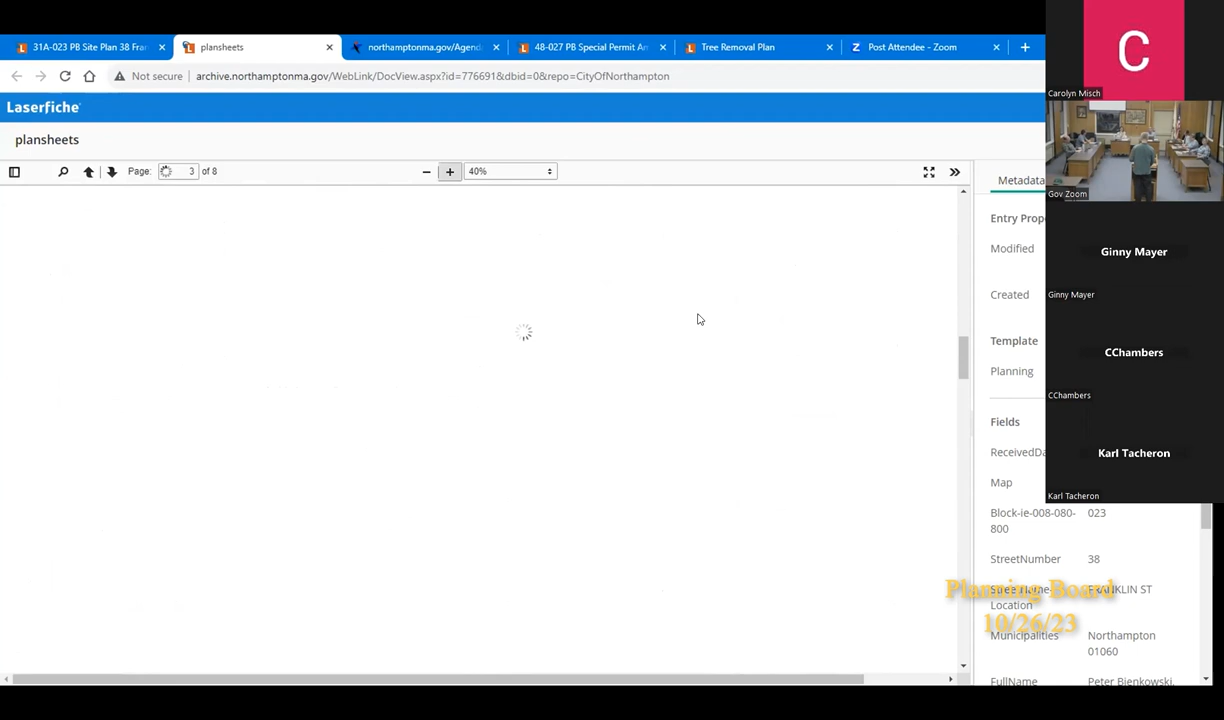 31A-023 PB Site Plan 38 Fra
plansheets
northamptonma.gov/Agend
48-027 PB Special Permit Ar
Tree Removal Plan
Post Attendee - Zoom
Not secure
archive.northamptonma.gov/WebLink/DocView.aspx?id=776691&dbid=0&repo=CityOfNorthampton
Laserfiche
plansheets
Page: 3 of 8
40%
Metadata
Entry Prop
Modified
Created
Template
Planning
Fields
ReceivedDa
Map
Block-ie-008-080-800
023
StreetNumber
38
StreetName-Location
FRANKLIN ST
Municipalities
Northampton
01060
FullName
Peter Bienkowski,
C
Carolyn Misch
Gov Zoom
Ginny Mayer
Ginny Mayer
CChambers
CChambers
Karl Tacheron
Karl Tacheron
Planning Board
10/26/23